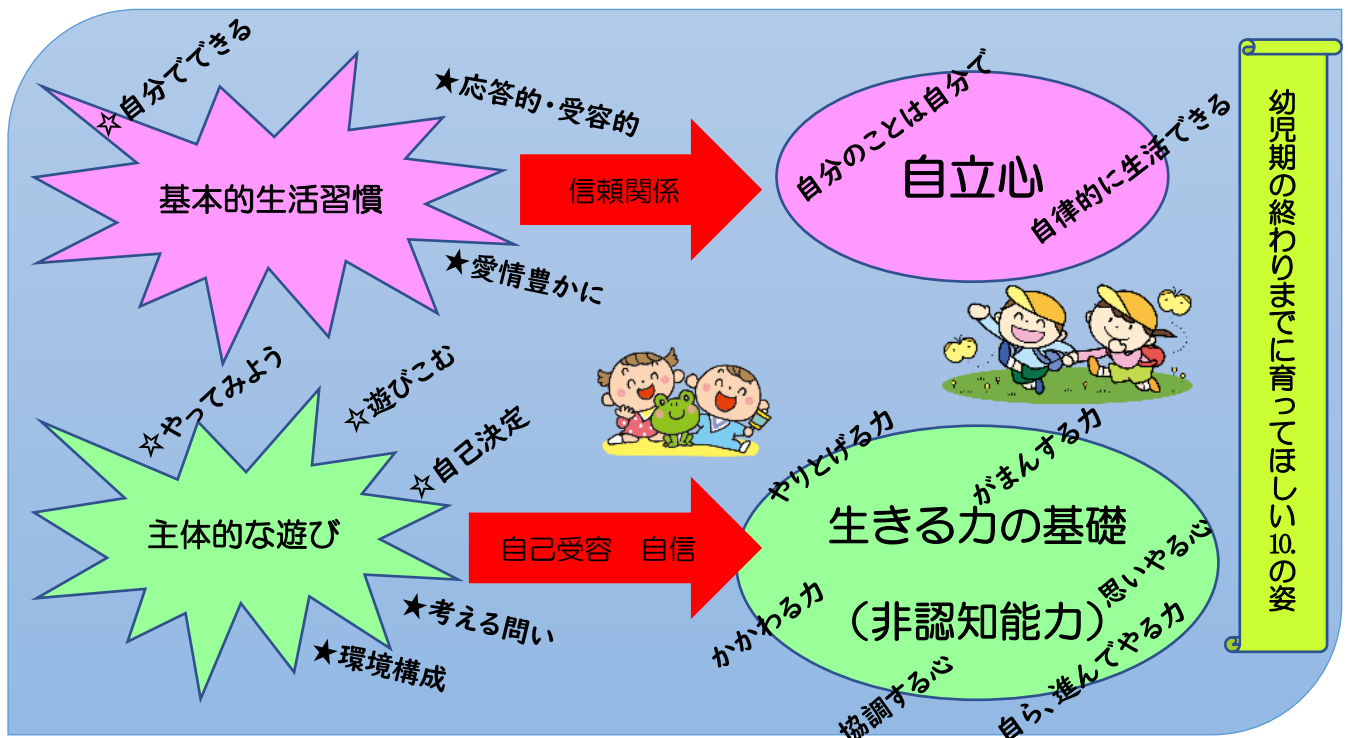 ☆自分でできる
★応答的・受容的
基本的生活習慣
信頼関係
★愛情豊かに
自分のことは自分で
自立心
自律的に生活できる
☆やってみよう
☆遊びこむ
☆自己決定
主体的な遊び
自己受容　自信
★考える問い
★環境構成
やりとげる力
がまんする力
生きる力の基礎
（非認知能力）
思いやる心
かかわる力
協調する心
自ら、進んでやる力
幼児期の終わりまでに育ってほしい10.の姿